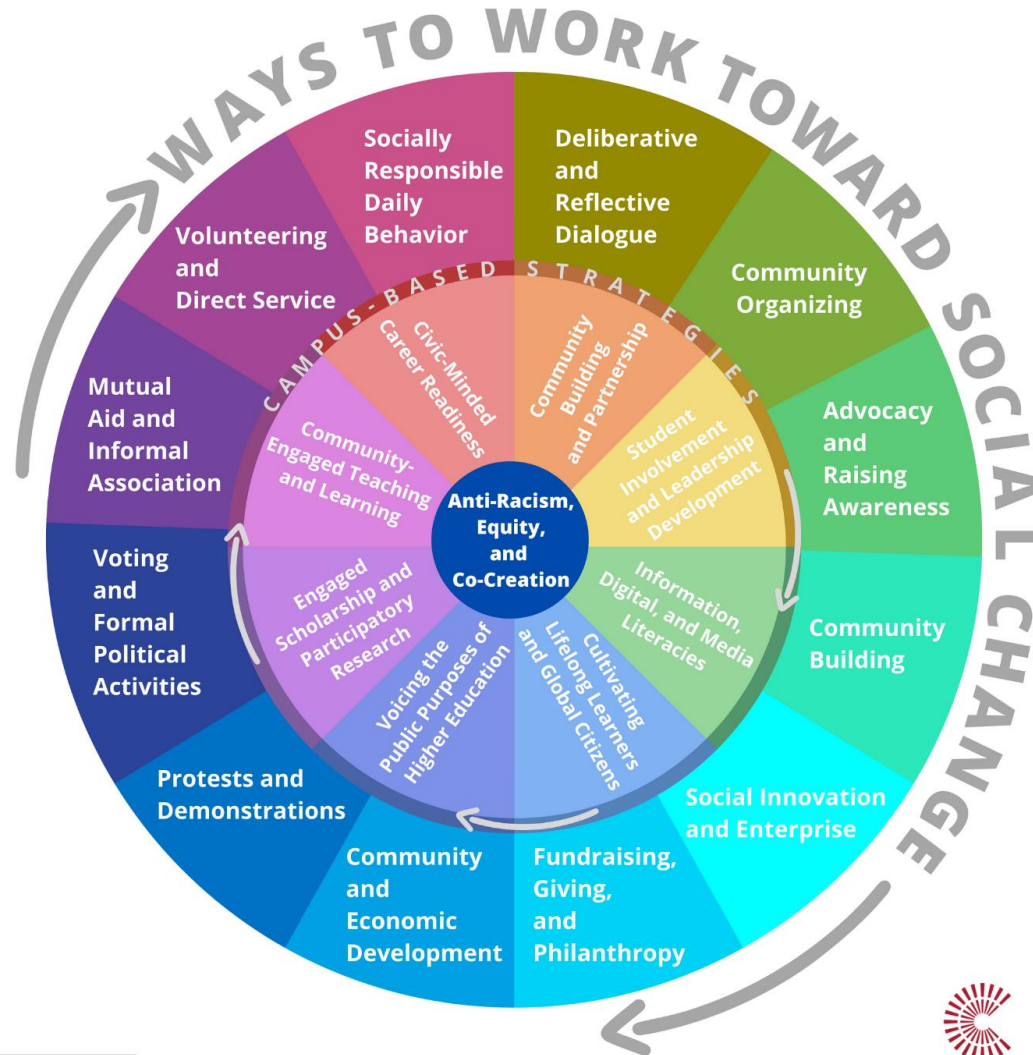 WAYS TO WORK TOWARD SOCIAL CHANGE
Deliberative
and
Reflective
Dialogue
Community
Organizing
Advocacy
and
Raising
Awareness
Community
Building
Social Innovation
and Enterprise
Fundraising,
Giving,
and
Philanthropy
Community
and
Economic
Development
Protests and
Demonstrations
Voting
and
Formal
Political
Activities
Mutual
Aid and
Informal
Association
Volunteering
and
Direct Service
Socially
Responsible
Daily
Behavior
CAMPUS-BASED STRATEGIES
Community
Building
and Partnership
Student
Involvement
and Leadership
Development
Information,
Digital, and Media
Literacies
Cultivating
Lifelong Learners
and Global Citizens
Voicing the
Public Purposes of
Higher Education
Engaged
Scholarship and
Participatory
Research
Community-
Engaged Teaching
and Learning
Civic-Minded
Career Readiness
Anti-Racism,
Equity,
and
Co-Creation